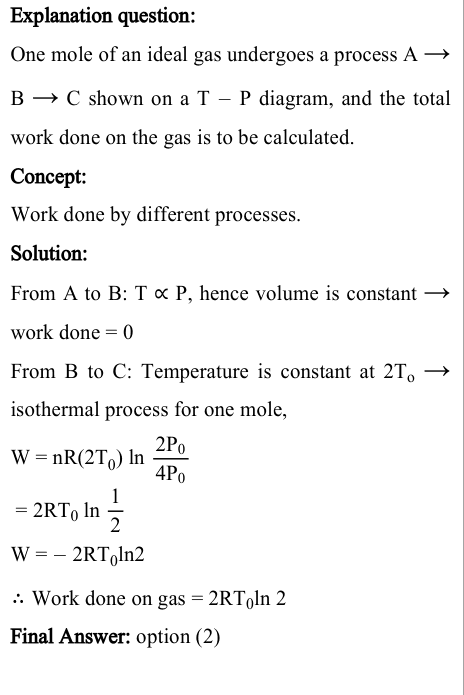 Explanation question:
One mole of an ideal gas undergoes a process A →
B → C shown on a T – P diagram, and the total
work done on the gas is to be calculated.
Concept:
Work done by different processes.
Solution:
From A to B: T ∝ P, hence volume is constant →
work done = 0
From B to C: Temperature is constant at 2Tₒ →
isothermal process for one mole,
W = nR(2T₀) ln 2P₀/4P₀
= 2RT₀ ln 1/2
W = – 2RT₀ln2
∴ Work done on gas = 2RT₀ln 2
Final Answer: option (2)